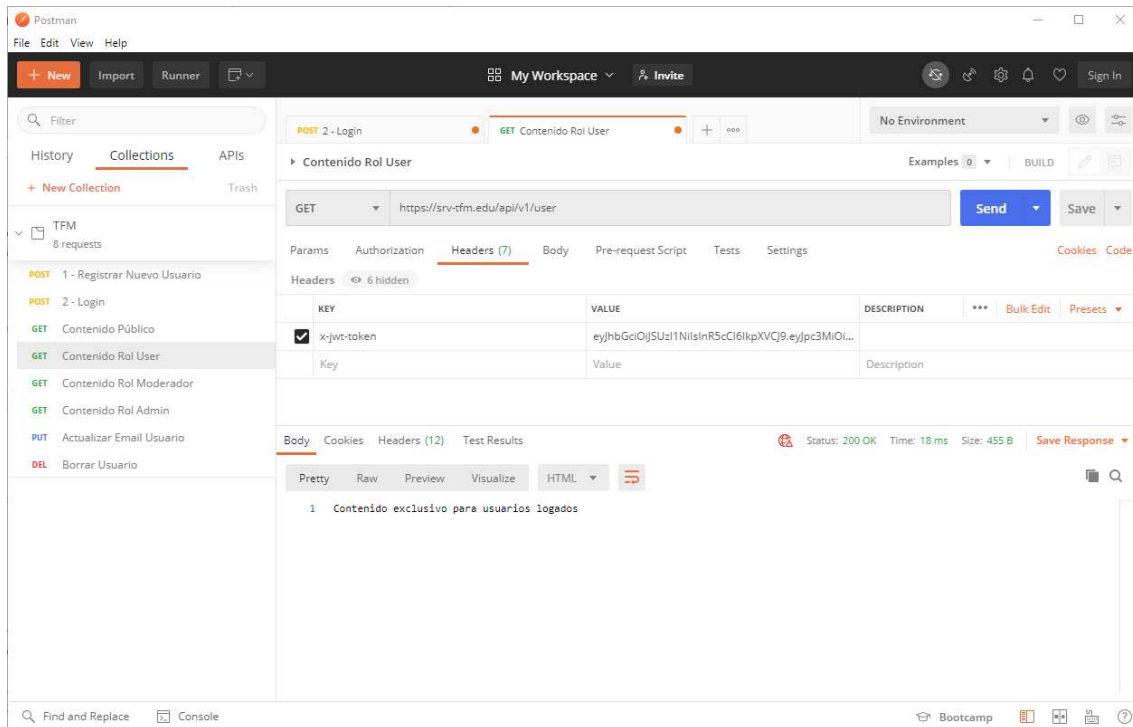 Postman
File Edit View Help
+ New Import Runner My Workspace Invite Sign In
Filter
History Collections APIs
+ New Collection Trash
TFM
8 requests
POST 1 - Registrar Nuevo Usuario
POST 2 - Login
GET Contenido Público
GET Contenido Rol User
GET Contenido Rol Moderador
GET Contenido Rol Admin
PUT Actualizar Email Usuario
DEL Borrar Usuario
POST 2 - Login GET Contenido Rol User No Environment
Contenido Rol User Examples 0 BUILD
GET https://srv-tfm.edu/api/v1/user Send Save
Params Authorization Headers (7) Body Pre-request Script Tests Settings Cookies Code
Headers 6 hidden
KEY VALUE DESCRIPTION ••• Bulk Edit Presets
x-jwt-token eyJhbGciOiJSUzI1NiIsInR5cCI6IkpXVCJ9.eyJpc3MiOi...
Key Value Description
Body Cookies Headers (12) Test Results Status: 200 OK Time: 18 ms Size: 455 B Save Response
Pretty Raw Preview Visualize HTML
1 Contenido exclusivo para usuarios logados
Find and Replace Console Bootcamp